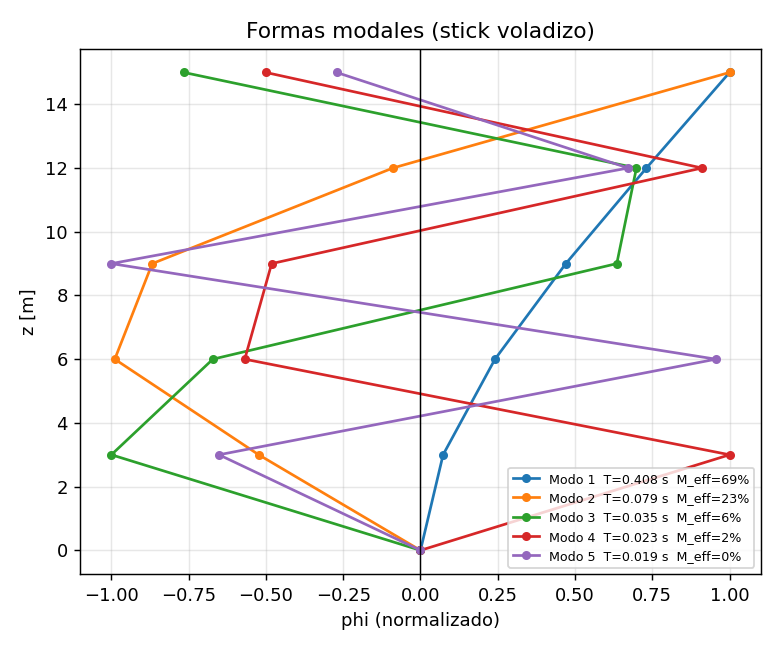 Formas modales (stick voladizo)
z [m]
14
12
10
8
6
4
2
0
−1.00 −0.75 −0.50 −0.25 0.00 0.25 0.50 0.75 1.00
phi (normalizado)
Modo 1 T=0.408 s M_eff=69%
Modo 2 T=0.079 s M_eff=23%
Modo 3 T=0.035 s M_eff=6%
Modo 4 T=0.023 s M_eff=2%
Modo 5 T=0.019 s M_eff=0%